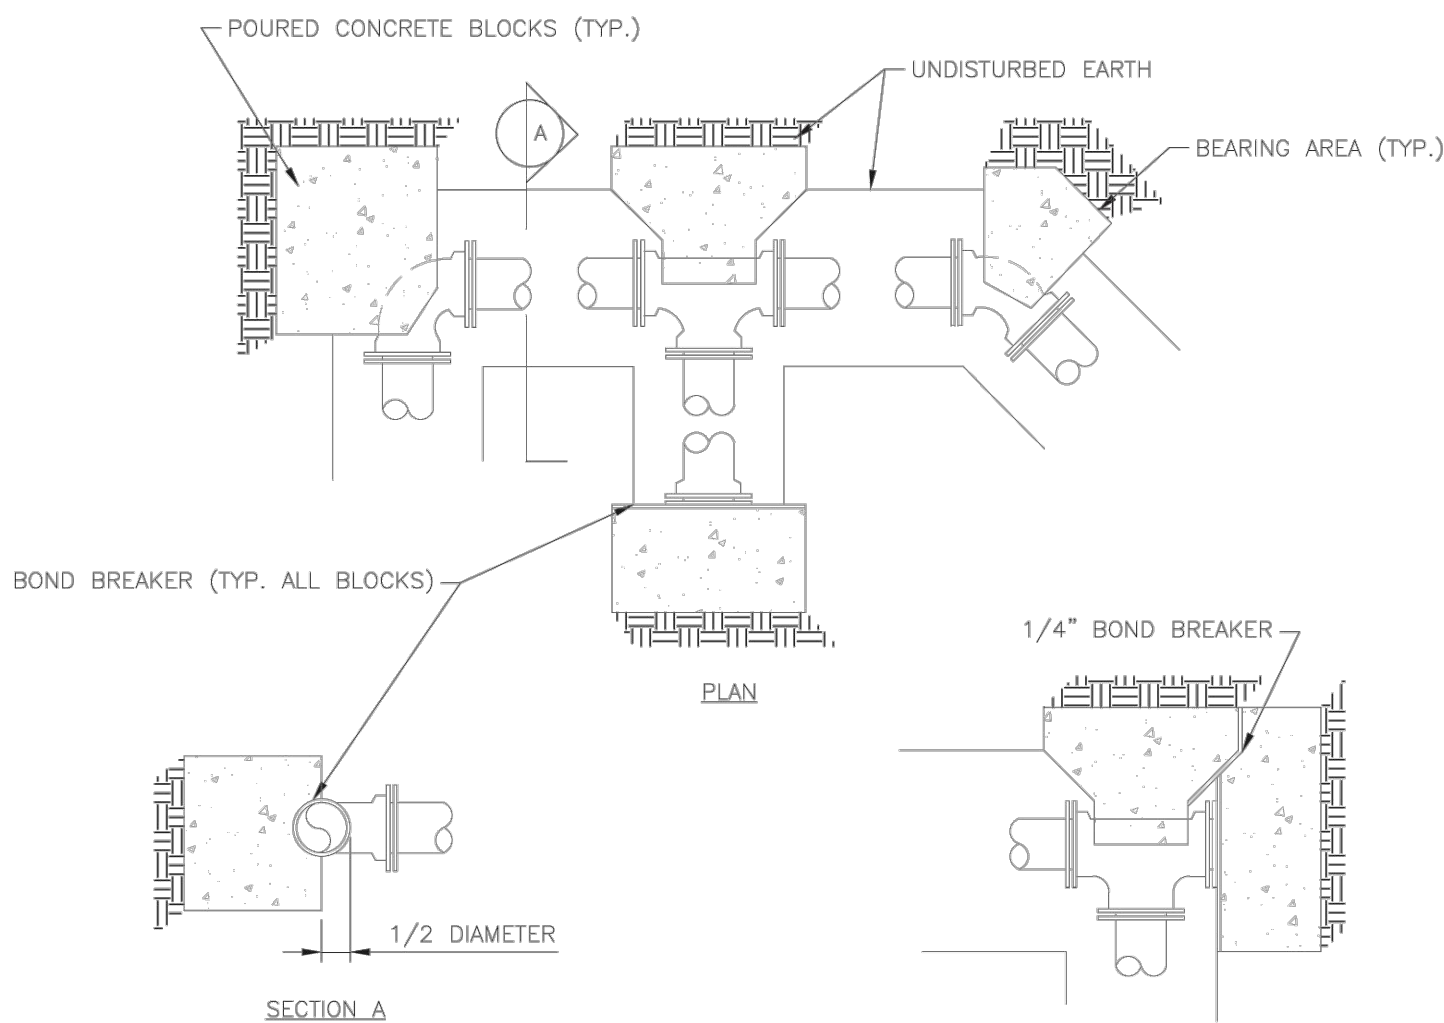 POURED CONCRETE BLOCKS (TYP.)
UNDISTURBED EARTH
A
BEARING AREA (TYP.)
BOND BREAKER (TYP. ALL BLOCKS)
1/4" BOND BREAKER
PLAN
1/2 DIAMETER
SECTION A